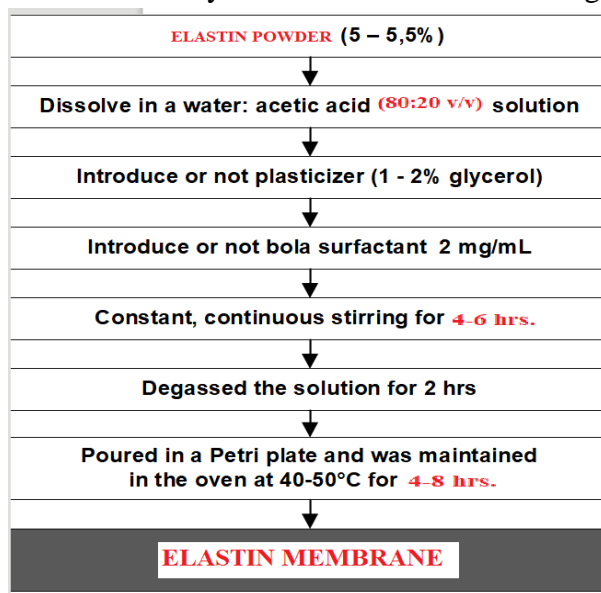 ELASTIN POWDER (5 – 5,5%)
Dissolve in a water: acetic acid (80:20 v/v) solution
Introduce or not plasticizer (1 - 2% glycerol)
Introduce or not bola surfactant 2 mg/mL
Constant, continuous stirring for 4-6 hrs.
Degassed the solution for 2 hrs
Poured in a Petri plate and was maintained
in the oven at 40-50°C for 4-8 hrs.
ELASTIN MEMBRANE